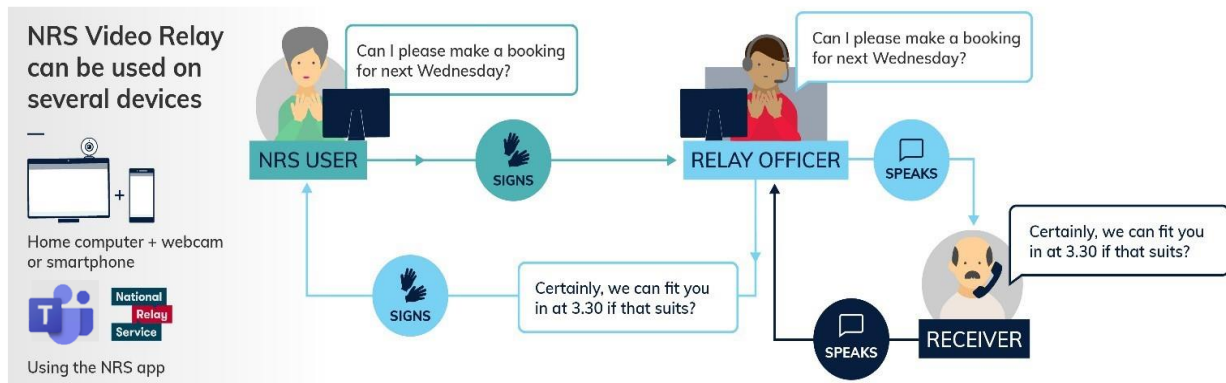 NRS Video Relay
can be used on
several devices
+
Home computer + webcam
or smartphone
T
National
Relay
Service
Using the NRS app
Can I please make a booking
for next Wednesday?
NRS USER
SIGNS
Can I please make a booking
for next Wednesday?
RELAY OFFICER
SPEAKS
Certainly, we can fit you
in at 3.30 if that suits?
RECEIVER
SPEAKS
Certainly, we can fit you
in at 3.30 if that suits?
SIGNS